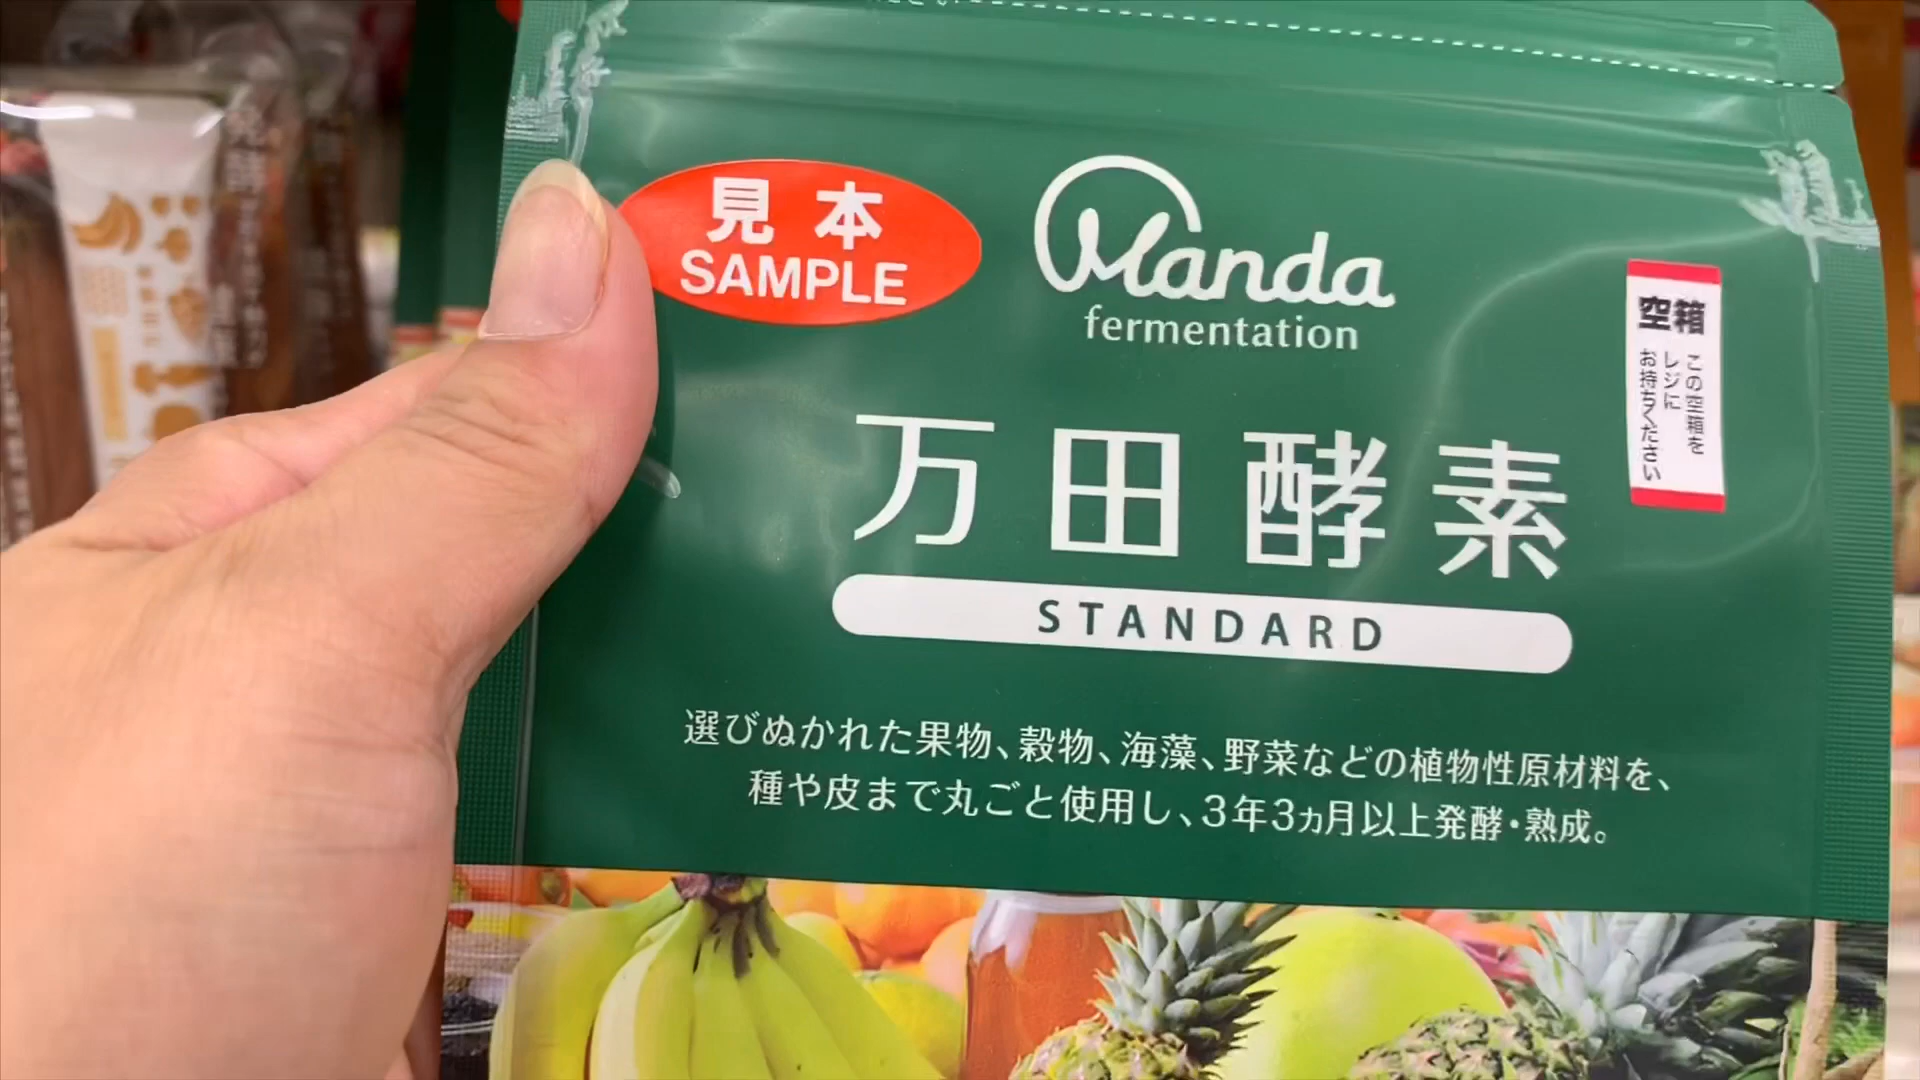 見本
SAMPLE
Manda
fermentation
空箱
この空箱を
レジに
お持ちください
万田酵素
STANDARD
選びぬかれた果物、穀物、海藻、野菜などの植物性原材料を、
種や皮まで丸ごと使用し、3年3ヵ月以上発酵・熟成。